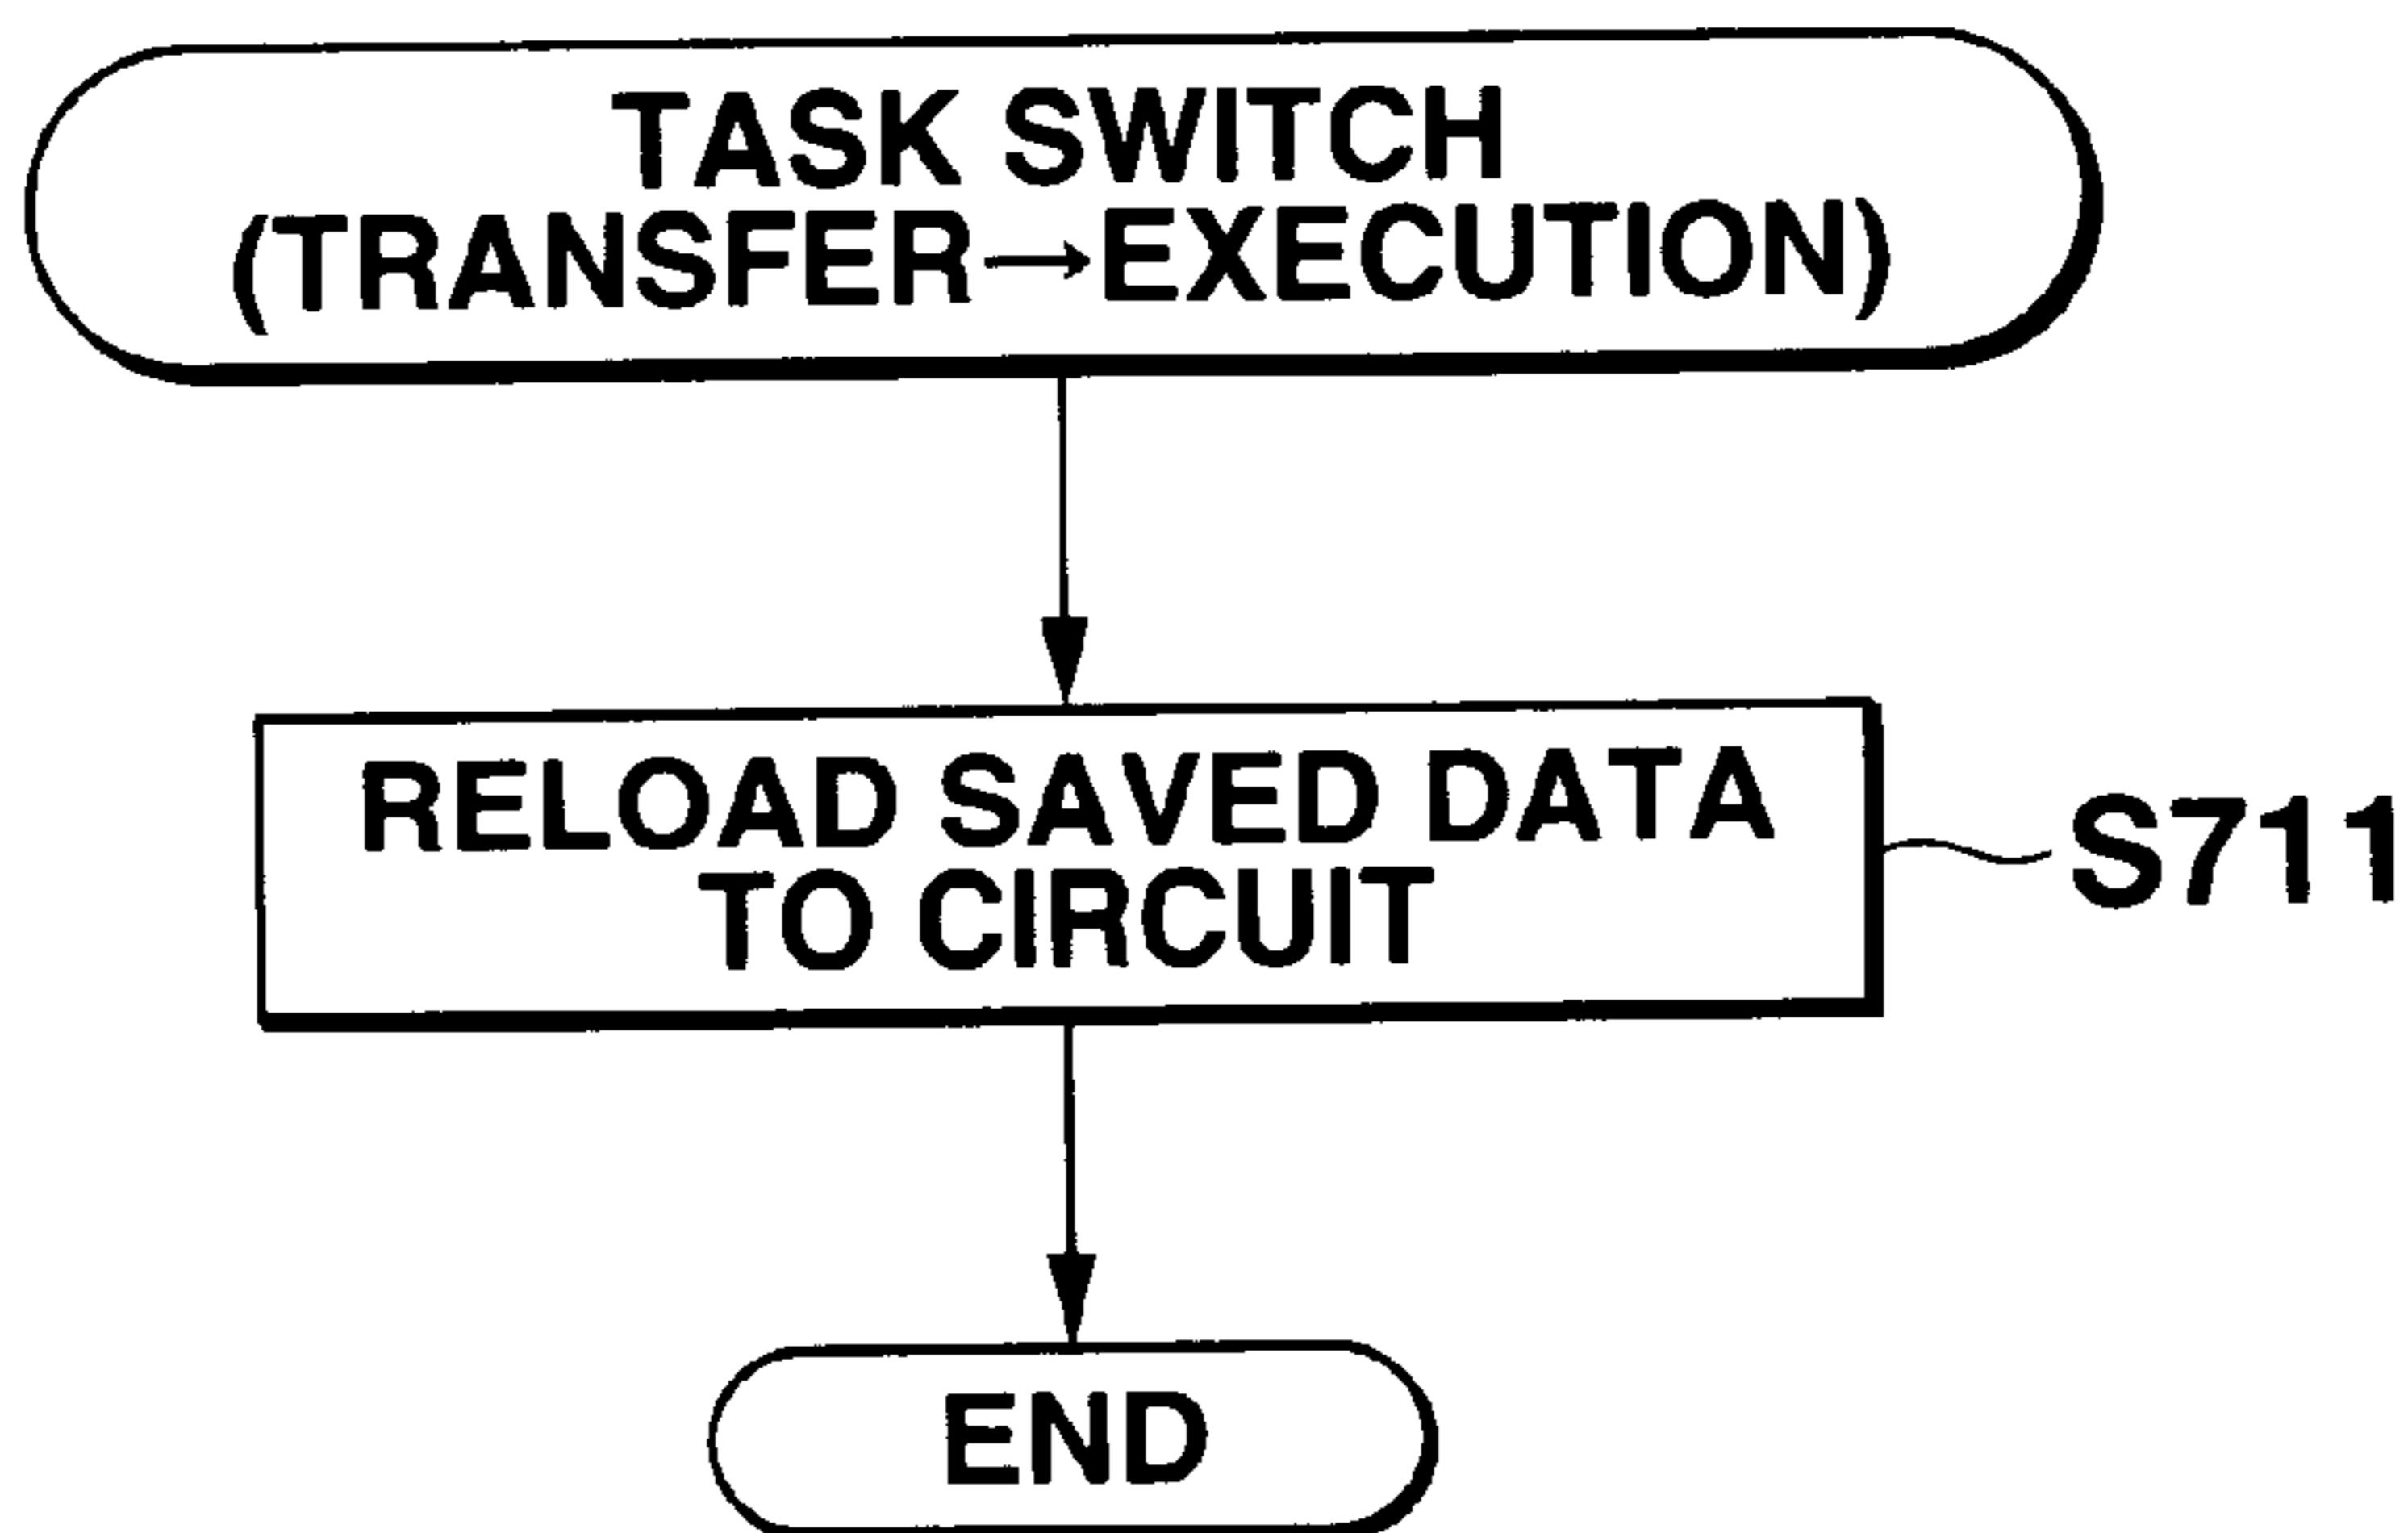 TASK SWITCH
(TRANSFER→EXECUTION)
RELOAD SAVED DATA
TO CIRCUIT
S711
END